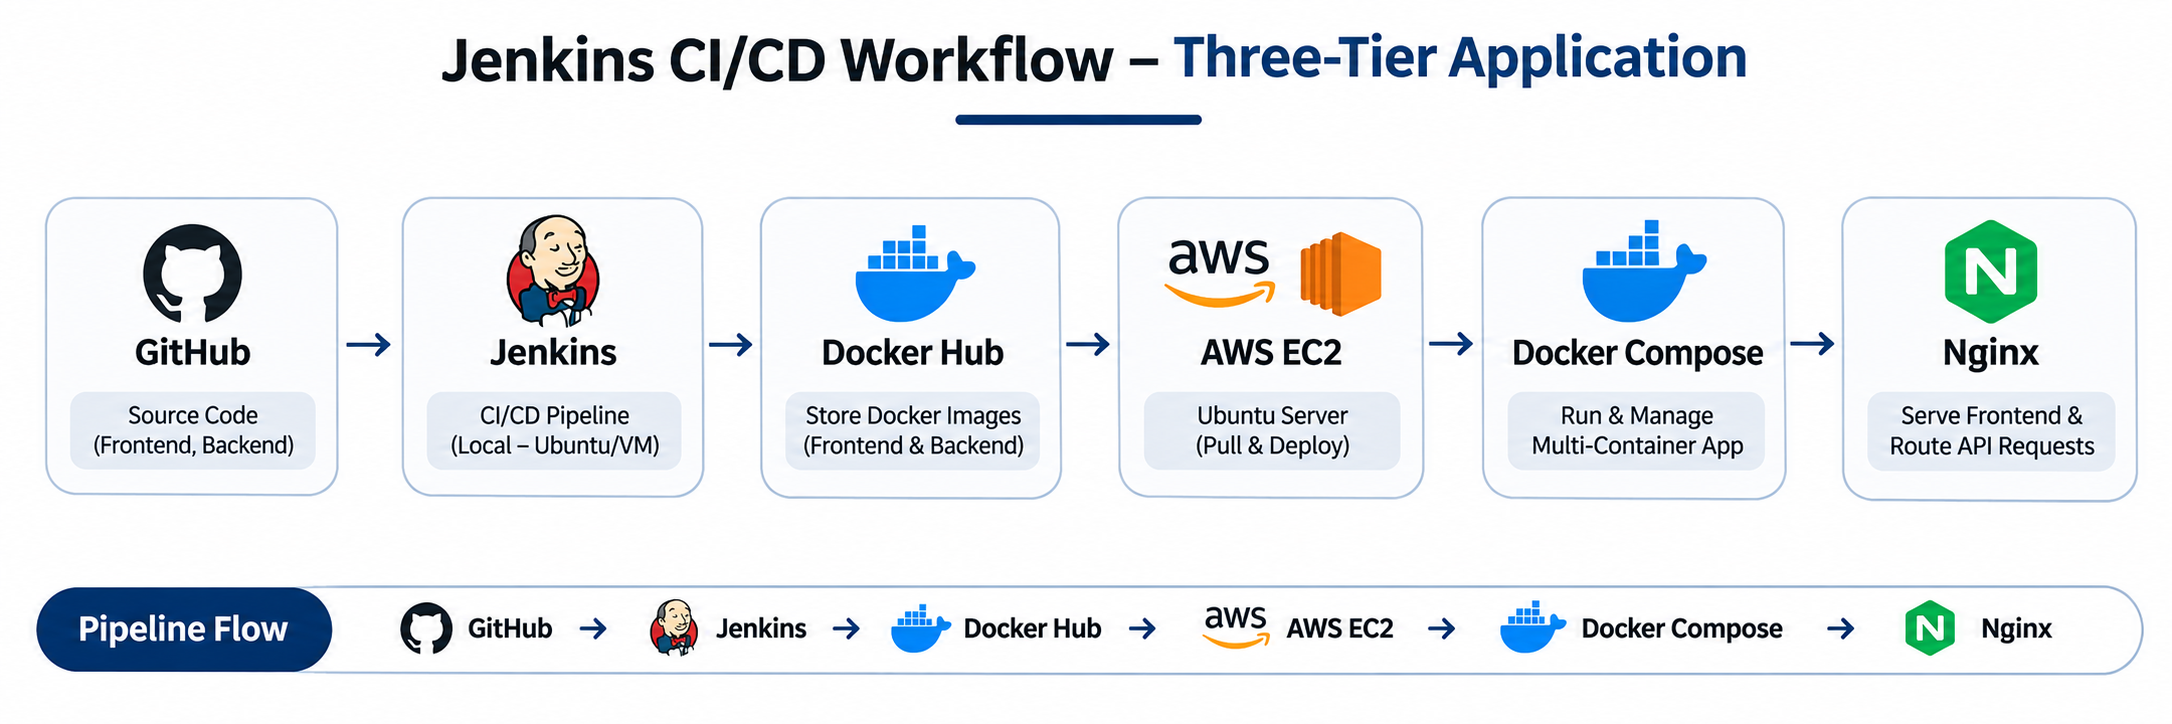 Jenkins CI/CD Workflow – Three-Tier Application
GitHub
Source Code
(Frontend, Backend)
Jenkins
CI/CD Pipeline
(Local – Ubuntu/VM)
Docker Hub
Store Docker Images
(Frontend & Backend)
aws
AWS EC2
Ubuntu Server
(Pull & Deploy)
Docker Compose
Run & Manage
Multi-Container App
N
Nginx
Serve Frontend &
Route API Requests
Pipeline Flow
GitHub
Jenkins
Docker Hub
aws
AWS EC2
Docker Compose
N
Nginx